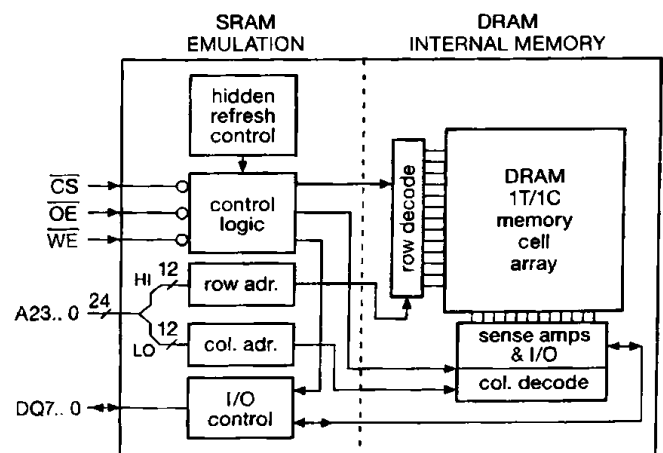 SRAM
EMULATION
DRAM
INTERNAL MEMORY
hidden
refresh
control
CS
OE
WE
control
logic
row decode
DRAM
1T/1C
memory
cell
array
HI
12
row adr.
A23.. 0
24
12
LO
col. adr.
sense amps
& I/O
col. decode
DQ7.. 0
I/O
control